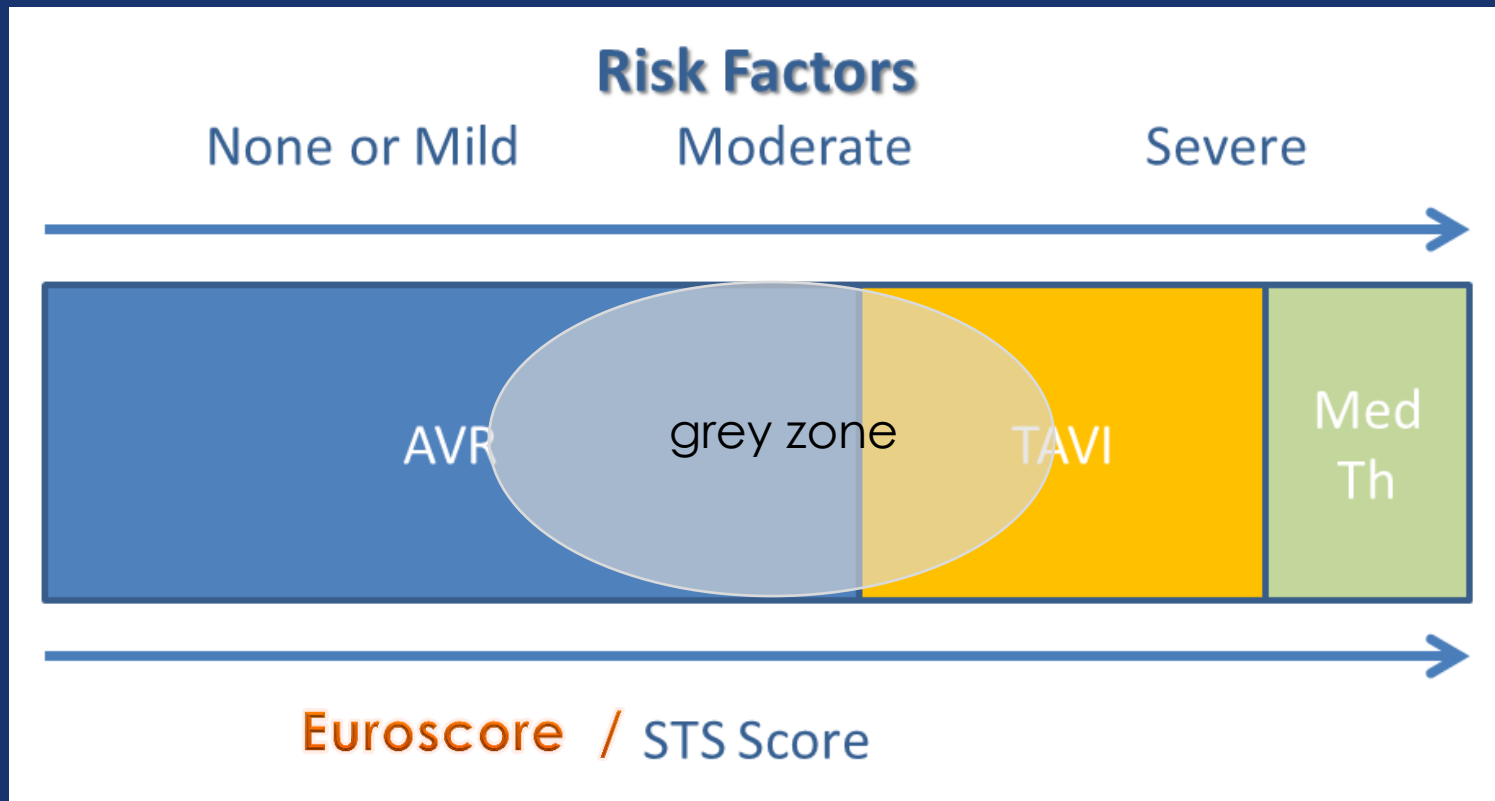 Risk Factors
None or Mild Moderate Severe
AVR grey zone TAVI
Med
Th
Euroscore / STS Score